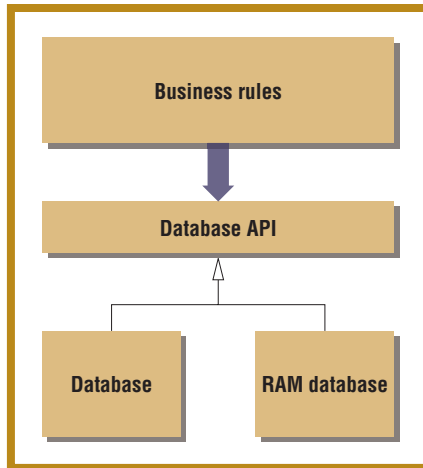 Business rules
Database API
Database
RAM database